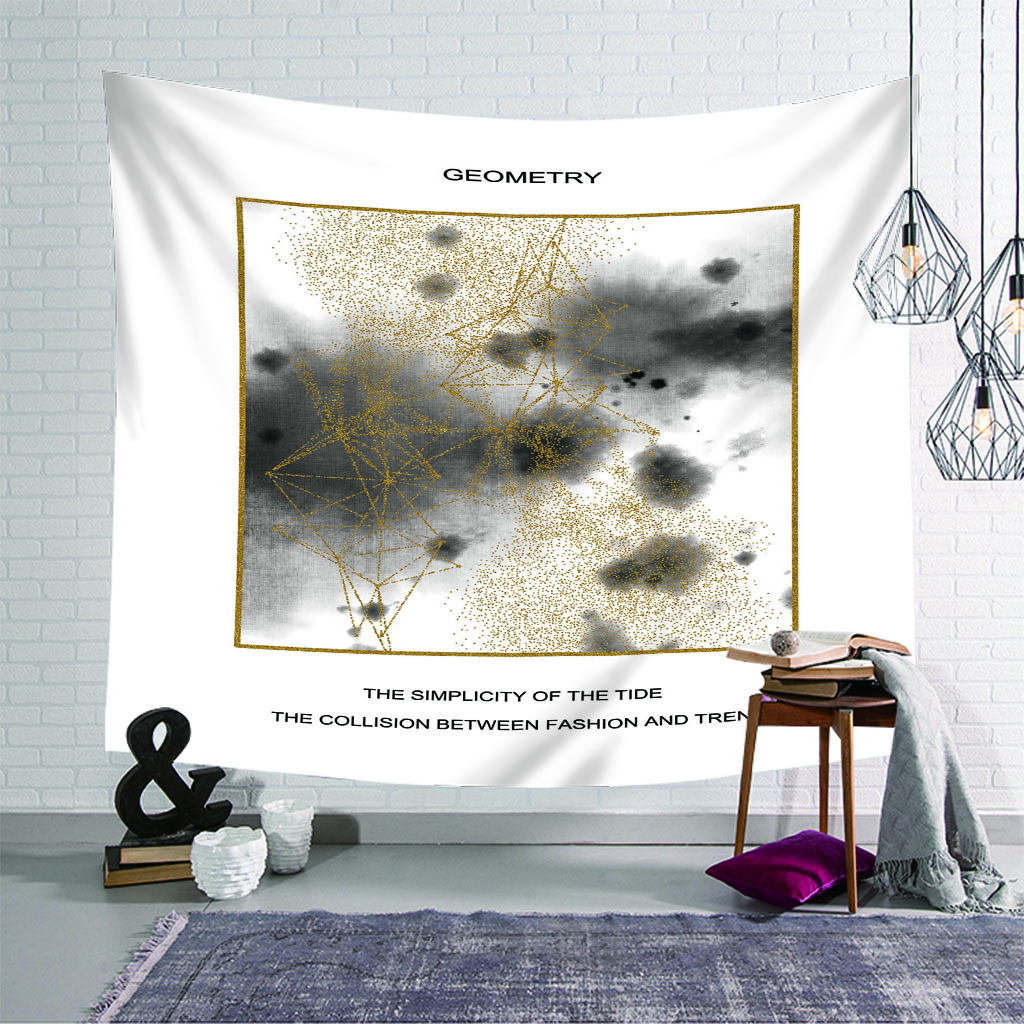 GEOMETRY
THE SIMPLICITY OF THE TIDE
THE COLLISION BETWEEN FASHION AND TREN
&